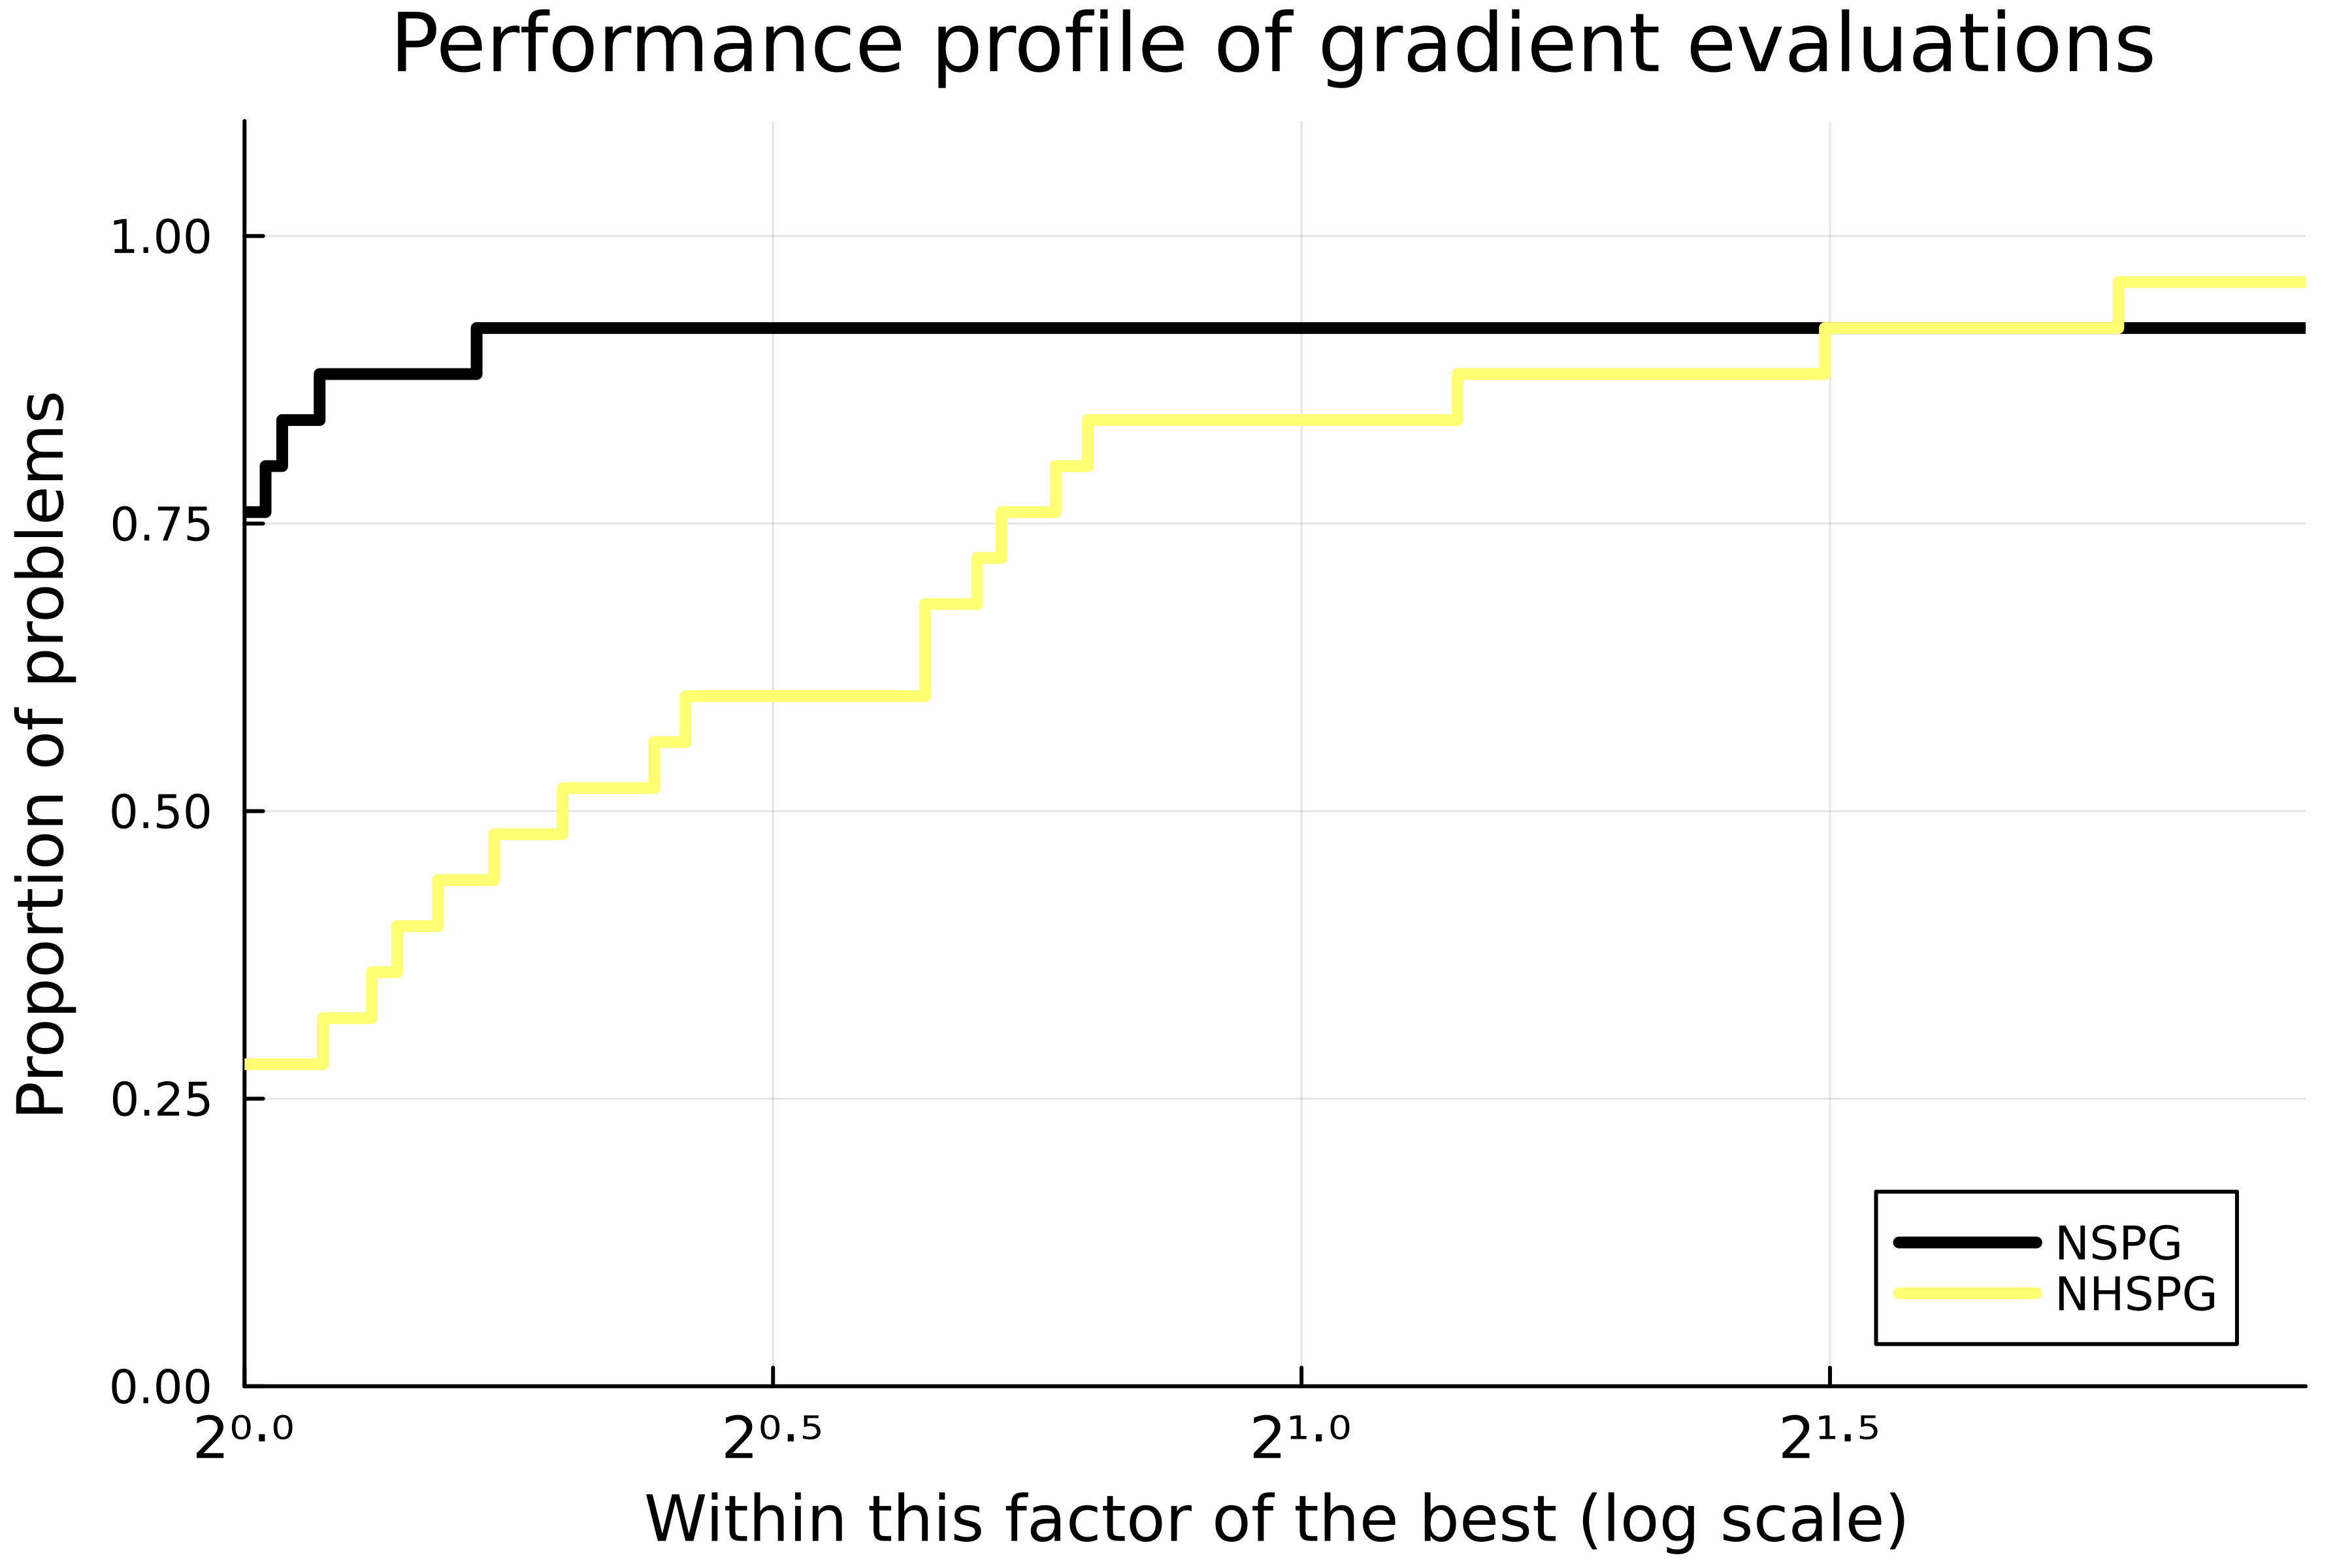 Performance profile of gradient evaluations
Proportion of problems
1.00
0.75
0.50
0.25
0.00
2⁰·⁰
2⁰·⁵
2¹·⁰
2¹·⁵
Within this factor of the best (log scale)
NSPG
NHSPG